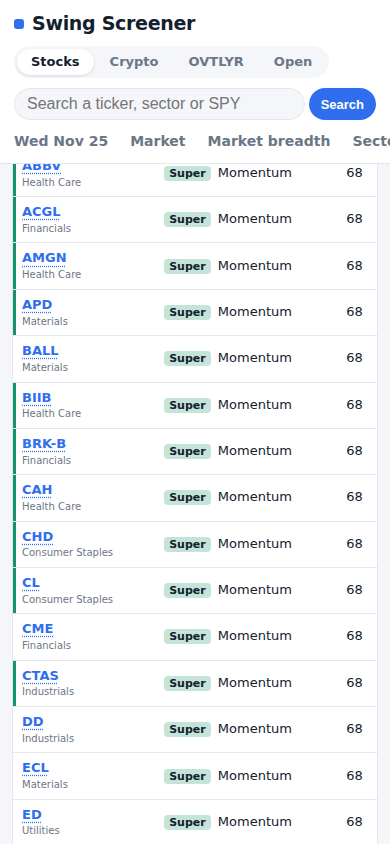 Swing Screener
Stocks Crypto OVTLYR Open
Search a ticker, sector or SPY Search
Wed Nov 25 Market Market breadth Secto
ABBV Super Momentum 68
Health Care
ACGL Super Momentum 68
Financials
AMGN Super Momentum 68
Health Care
APD Super Momentum 68
Materials
BALL Super Momentum 68
Materials
BIIB Super Momentum 68
Health Care
BRK-B Super Momentum 68
Financials
CAH Super Momentum 68
Health Care
CHD Super Momentum 68
Consumer Staples
CL Super Momentum 68
Consumer Staples
CME Super Momentum 68
Financials
CTAS Super Momentum 68
Industrials
DD Super Momentum 68
Industrials
ECL Super Momentum 68
Materials
ED Super Momentum 68
Utilities